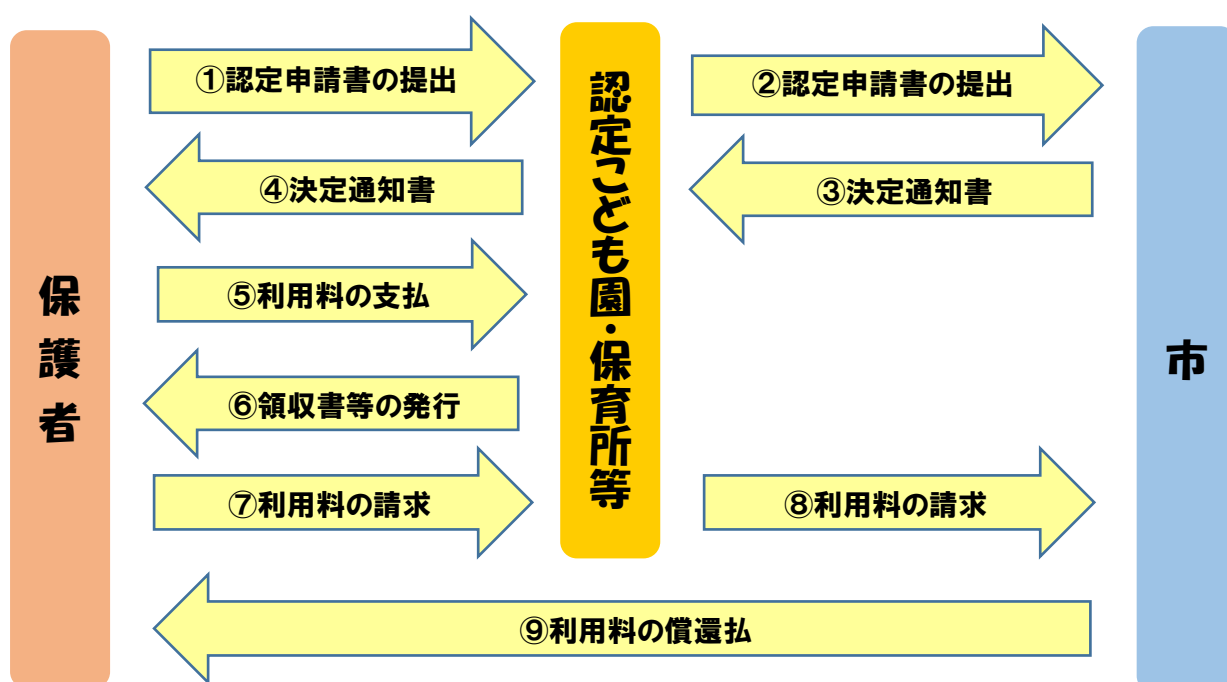 保護者
認定こども園・保育所等
市
①認定申請書の提出
②認定申請書の提出
③決定通知書
④決定通知書
⑤利用料の支払
⑥領収書等の発行
⑦利用料の請求
⑧利用料の請求
⑨利用料の償還払